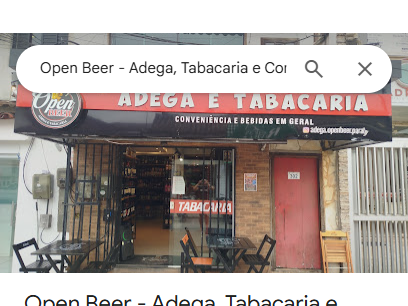 Open Beer - Adega, Tabacaria e Cor
Open
ADEGA E TABACARIA
CONVENIÊNCIA E BEBIDAS EM GERAL
adega.openbeer.paraty
TABACARIA
Open Beer - Adega, Tabacaria e